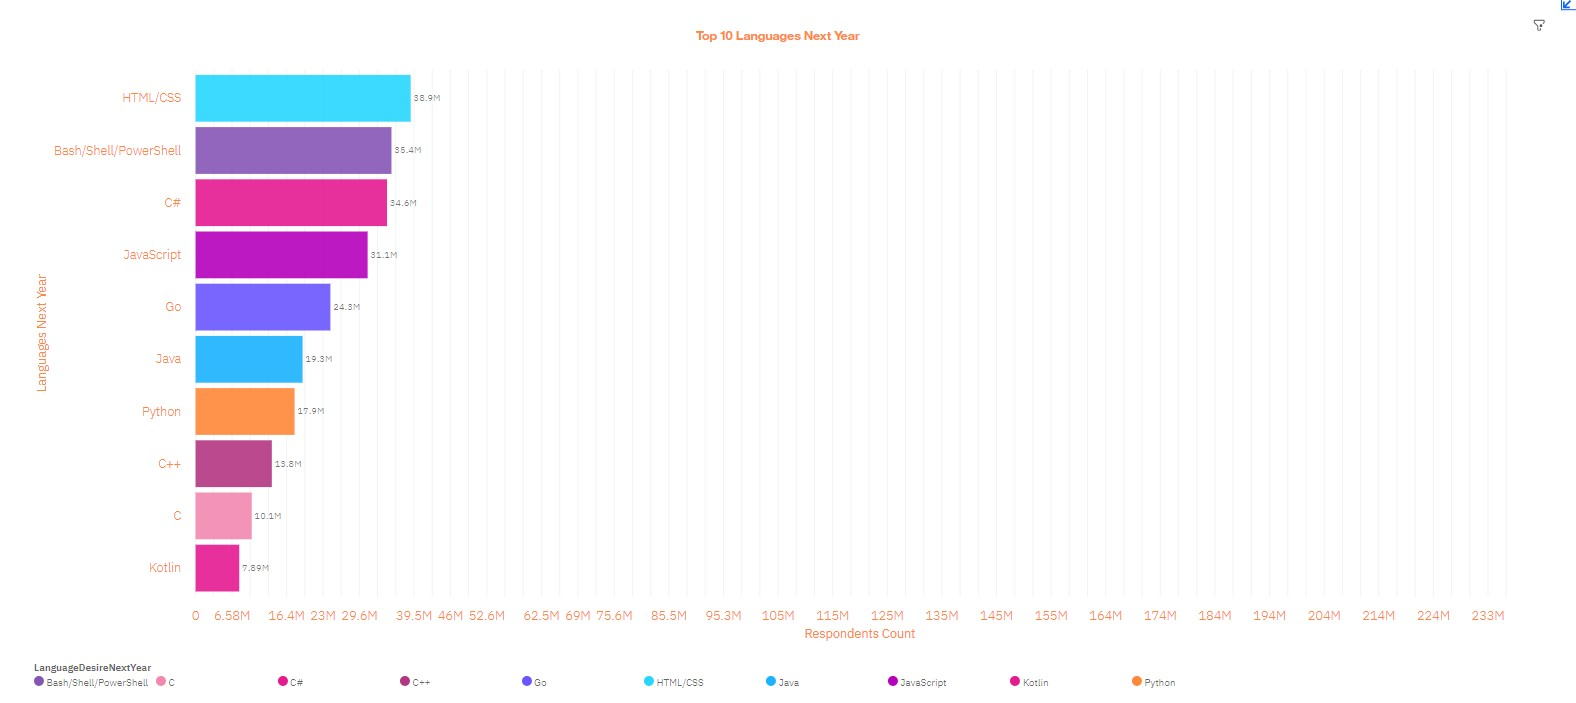 Top 10 Languages Next Year
HTML/CSS
38.9M
Bash/Shell/PowerShell
35.4M
C#
34.6M
JavaScript
31.1M
Go
24.3M
Java
19.3M
Python
17.9M
C++
13.8M
C
10.1M
Kotlin
7.89M
Languages Next Year
0 6.58M 16.4M 23M 29.6M 39.5M 46M 52.6M 62.5M 69M 75.6M 85.5M 95.3M 105M 115M 125M 135M 145M 155M 164M 174M 184M 194M 204M 214M 224M 233M
Respondents Count
LanguageDesireNextYear
Bash/Shell/PowerShell C C# C++ Go HTML/CSS Java JavaScript Kotlin Python